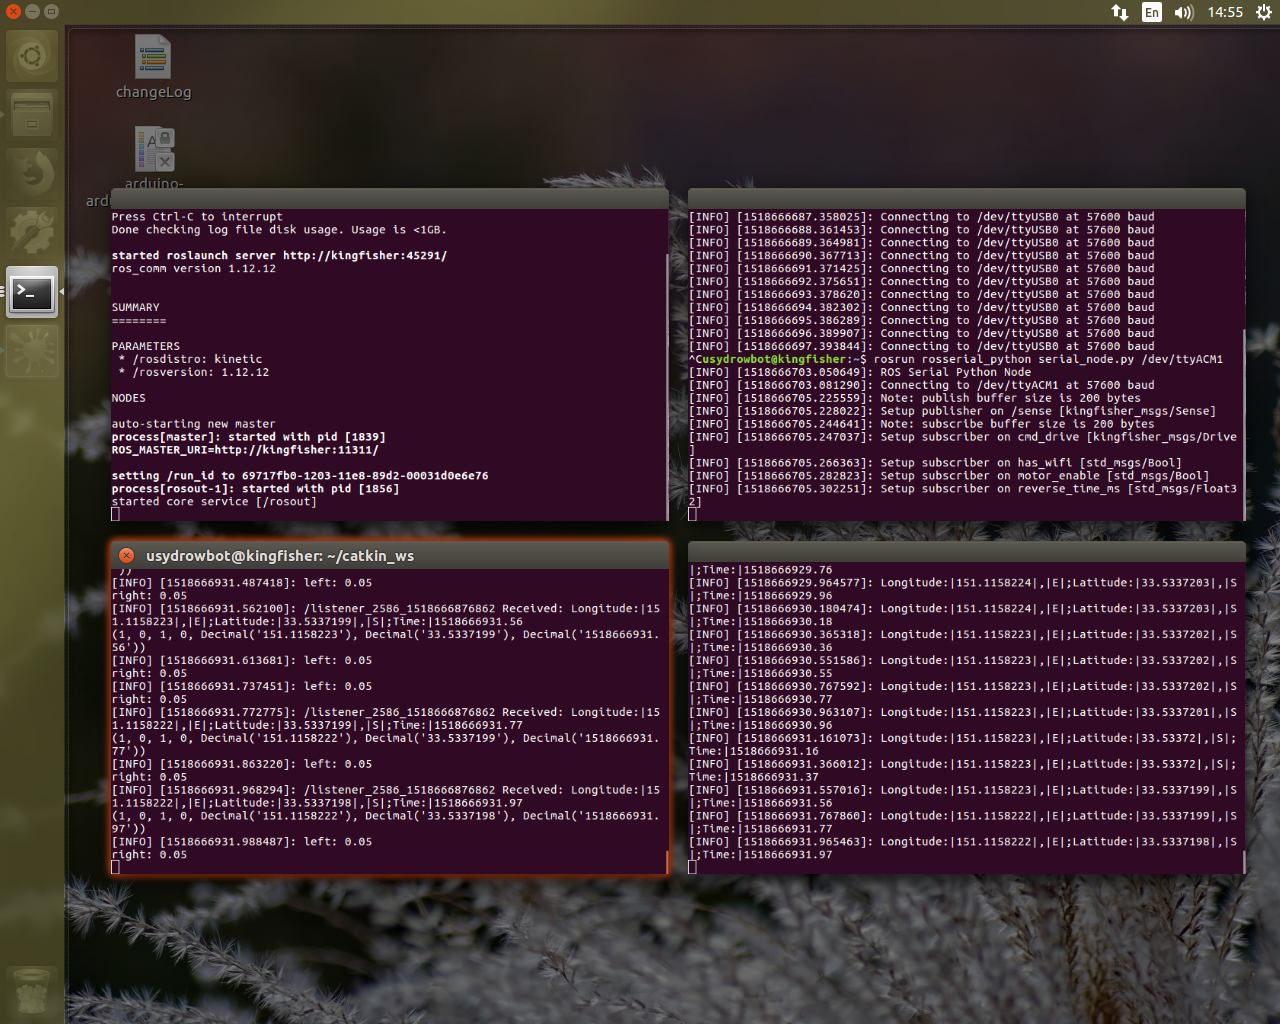 En
14:55
changeLog
arduino-
ardu
Press Ctrl-C to interrupt
Done checking log file disk usage. Usage is <1GB.
started roslaunch server http://kingfisher:45291/
ros_comm version 1.12.12
SUMMARY
========
PARAMETERS
* /rosdistro: kinetic
* /rosversion: 1.12.12
NODES
auto-starting new master
process[master]: started with pid [1839]
ROS_MASTER_URI=http://kingfisher:11311/
setting /run_id to 69717fb0-1203-11e8-89d2-00031d0e6e76
process[rosout-1]: started with pid [1856]
started core service [/rosout]
[INFO] [1518666687.358025]: Connecting to /dev/ttyUSB0 at 57600 baud
[INFO] [1518666688.361453]: Connecting to /dev/ttyUSB0 at 57600 baud
[INFO] [1518666689.364981]: Connecting to /dev/ttyUSB0 at 57600 baud
[INFO] [1518666690.367713]: Connecting to /dev/ttyUSB0 at 57600 baud
[INFO] [1518666691.371425]: Connecting to /dev/ttyUSB0 at 57600 baud
[INFO] [1518666692.375651]: Connecting to /dev/ttyUSB0 at 57600 baud
[INFO] [1518666693.378620]: Connecting to /dev/ttyUSB0 at 57600 baud
[INFO] [1518666694.382302]: Connecting to /dev/ttyUSB0 at 57600 baud
[INFO] [1518666695.386289]: Connecting to /dev/ttyUSB0 at 57600 baud
[INFO] [1518666696.389907]: Connecting to /dev/ttyUSB0 at 57600 baud
[INFO] [1518666697.393844]: Connecting to /dev/ttyUSB0 at 57600 baud
^Cusydrowbot@kingfisher:~$ rosrun rosserial_python serial_node.py /dev/ttyACM1
[INFO] [1518666703.050649]: ROS Serial Python Node
[INFO] [1518666703.081290]: Connecting to /dev/ttyACM1 at 57600 baud
[INFO] [1518666705.225559]: Note: publish buffer size is 200 bytes
[INFO] [1518666705.228022]: Setup publisher on /sense [kingfisher_msgs/Sense]
[INFO] [1518666705.244641]: Note: subscribe buffer size is 200 bytes
[INFO] [1518666705.247037]: Setup subscriber on cmd_drive [kingfisher_msgs/Drive
]
[INFO] [1518666705.266363]: Setup subscriber on has_wifi [std_msgs/Bool]
[INFO] [1518666705.282823]: Setup subscriber on motor_enable [std_msgs/Bool]
[INFO] [1518666705.302251]: Setup subscriber on reverse_time_ms [std_msgs/Float3
2]
usydrowbot@kingfisher: ~/catkin_ws
'))
[INFO] [1518666931.487418]: left: 0.05
right: 0.05
[INFO] [1518666931.562100]: /listener_2586_1518666876862 Received: Longitude:|15
1.1158223|,|E|;Latitude:|33.5337199|,|S|;Time:|1518666931.56
(1, 0, 1, 0, Decimal('151.1158223'), Decimal('33.5337199'), Decimal('1518666931.
56'))
[INFO] [1518666931.613681]: left: 0.05
right: 0.05
[INFO] [1518666931.737451]: left: 0.05
right: 0.05
[INFO] [1518666931.772775]: /listener_2586_1518666876862 Received: Longitude:|15
1.1158222|,|E|;Latitude:|33.5337199|,|S|;Time:|1518666931.77
(1, 0, 1, 0, Decimal('151.1158222'), Decimal('33.5337199'), Decimal('1518666931.
77'))
[INFO] [1518666931.863220]: left: 0.05
right: 0.05
[INFO] [1518666931.968294]: /listener_2586_1518666876862 Received: Longitude:|15
1.1158222|,|E|;Latitude:|33.5337198|,|S|;Time:|1518666931.97
(1, 0, 1, 0, Decimal('151.1158222'), Decimal('33.5337198'), Decimal('1518666931.
97'))
[INFO] [1518666931.988487]: left: 0.05
right: 0.05
|;Time:|1518666929.76
[INFO] [1518666929.964577]: Longitude:|151.1158224|,|E|;Latitude:|33.5337203|,|S
|;Time:|1518666929.96
[INFO] [1518666930.180474]: Longitude:|151.1158224|,|E|;Latitude:|33.5337203|,|S
|;Time:|1518666930.18
[INFO] [1518666930.365318]: Longitude:|151.1158223|,|E|;Latitude:|33.5337202|,|S
|;Time:|1518666930.36
[INFO] [1518666930.551586]: Longitude:|151.1158223|,|E|;Latitude:|33.5337202|,|S
|;Time:|1518666930.55
[INFO] [1518666930.767592]: Longitude:|151.1158223|,|E|;Latitude:|33.5337202|,|S
|;Time:|1518666930.77
[INFO] [1518666930.963107]: Longitude:|151.1158223|,|E|;Latitude:|33.5337201|,|S
|;Time:|1518666930.96
[INFO] [1518666931.161073]: Longitude:|151.1158223|,|E|;Latitude:|33.53372|,|S|;
Time:|1518666931.16
[INFO] [1518666931.366012]: Longitude:|151.1158223|,|E|;Latitude:|33.53372|,|S|;
Time:|1518666931.37
[INFO] [1518666931.557016]: Longitude:|151.1158223|,|E|;Latitude:|33.5337199|,|S
|;Time:|1518666931.56
[INFO] [1518666931.767860]: Longitude:|151.1158222|,|E|;Latitude:|33.5337199|,|S
|;Time:|1518666931.77
[INFO] [1518666931.965463]: Longitude:|151.1158222|,|E|;Latitude:|33.5337198|,|S
|;Time:|1518666931.97